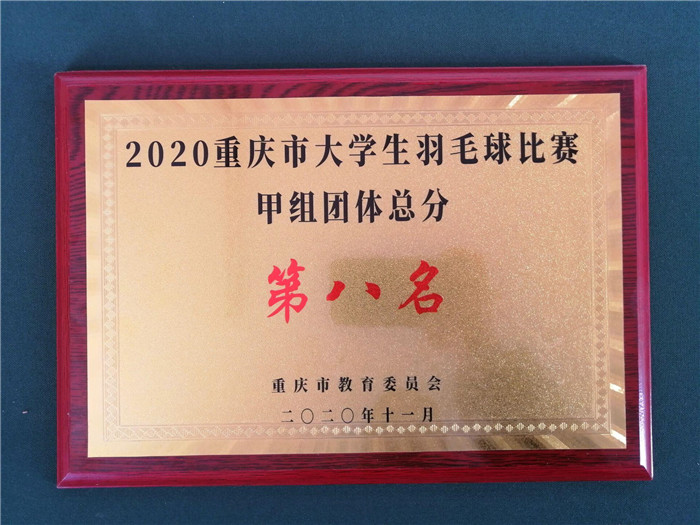 2020重庆市大学生羽毛球比赛
甲组团体总分
第八名
重庆市教育委员会
二〇二〇年十一月